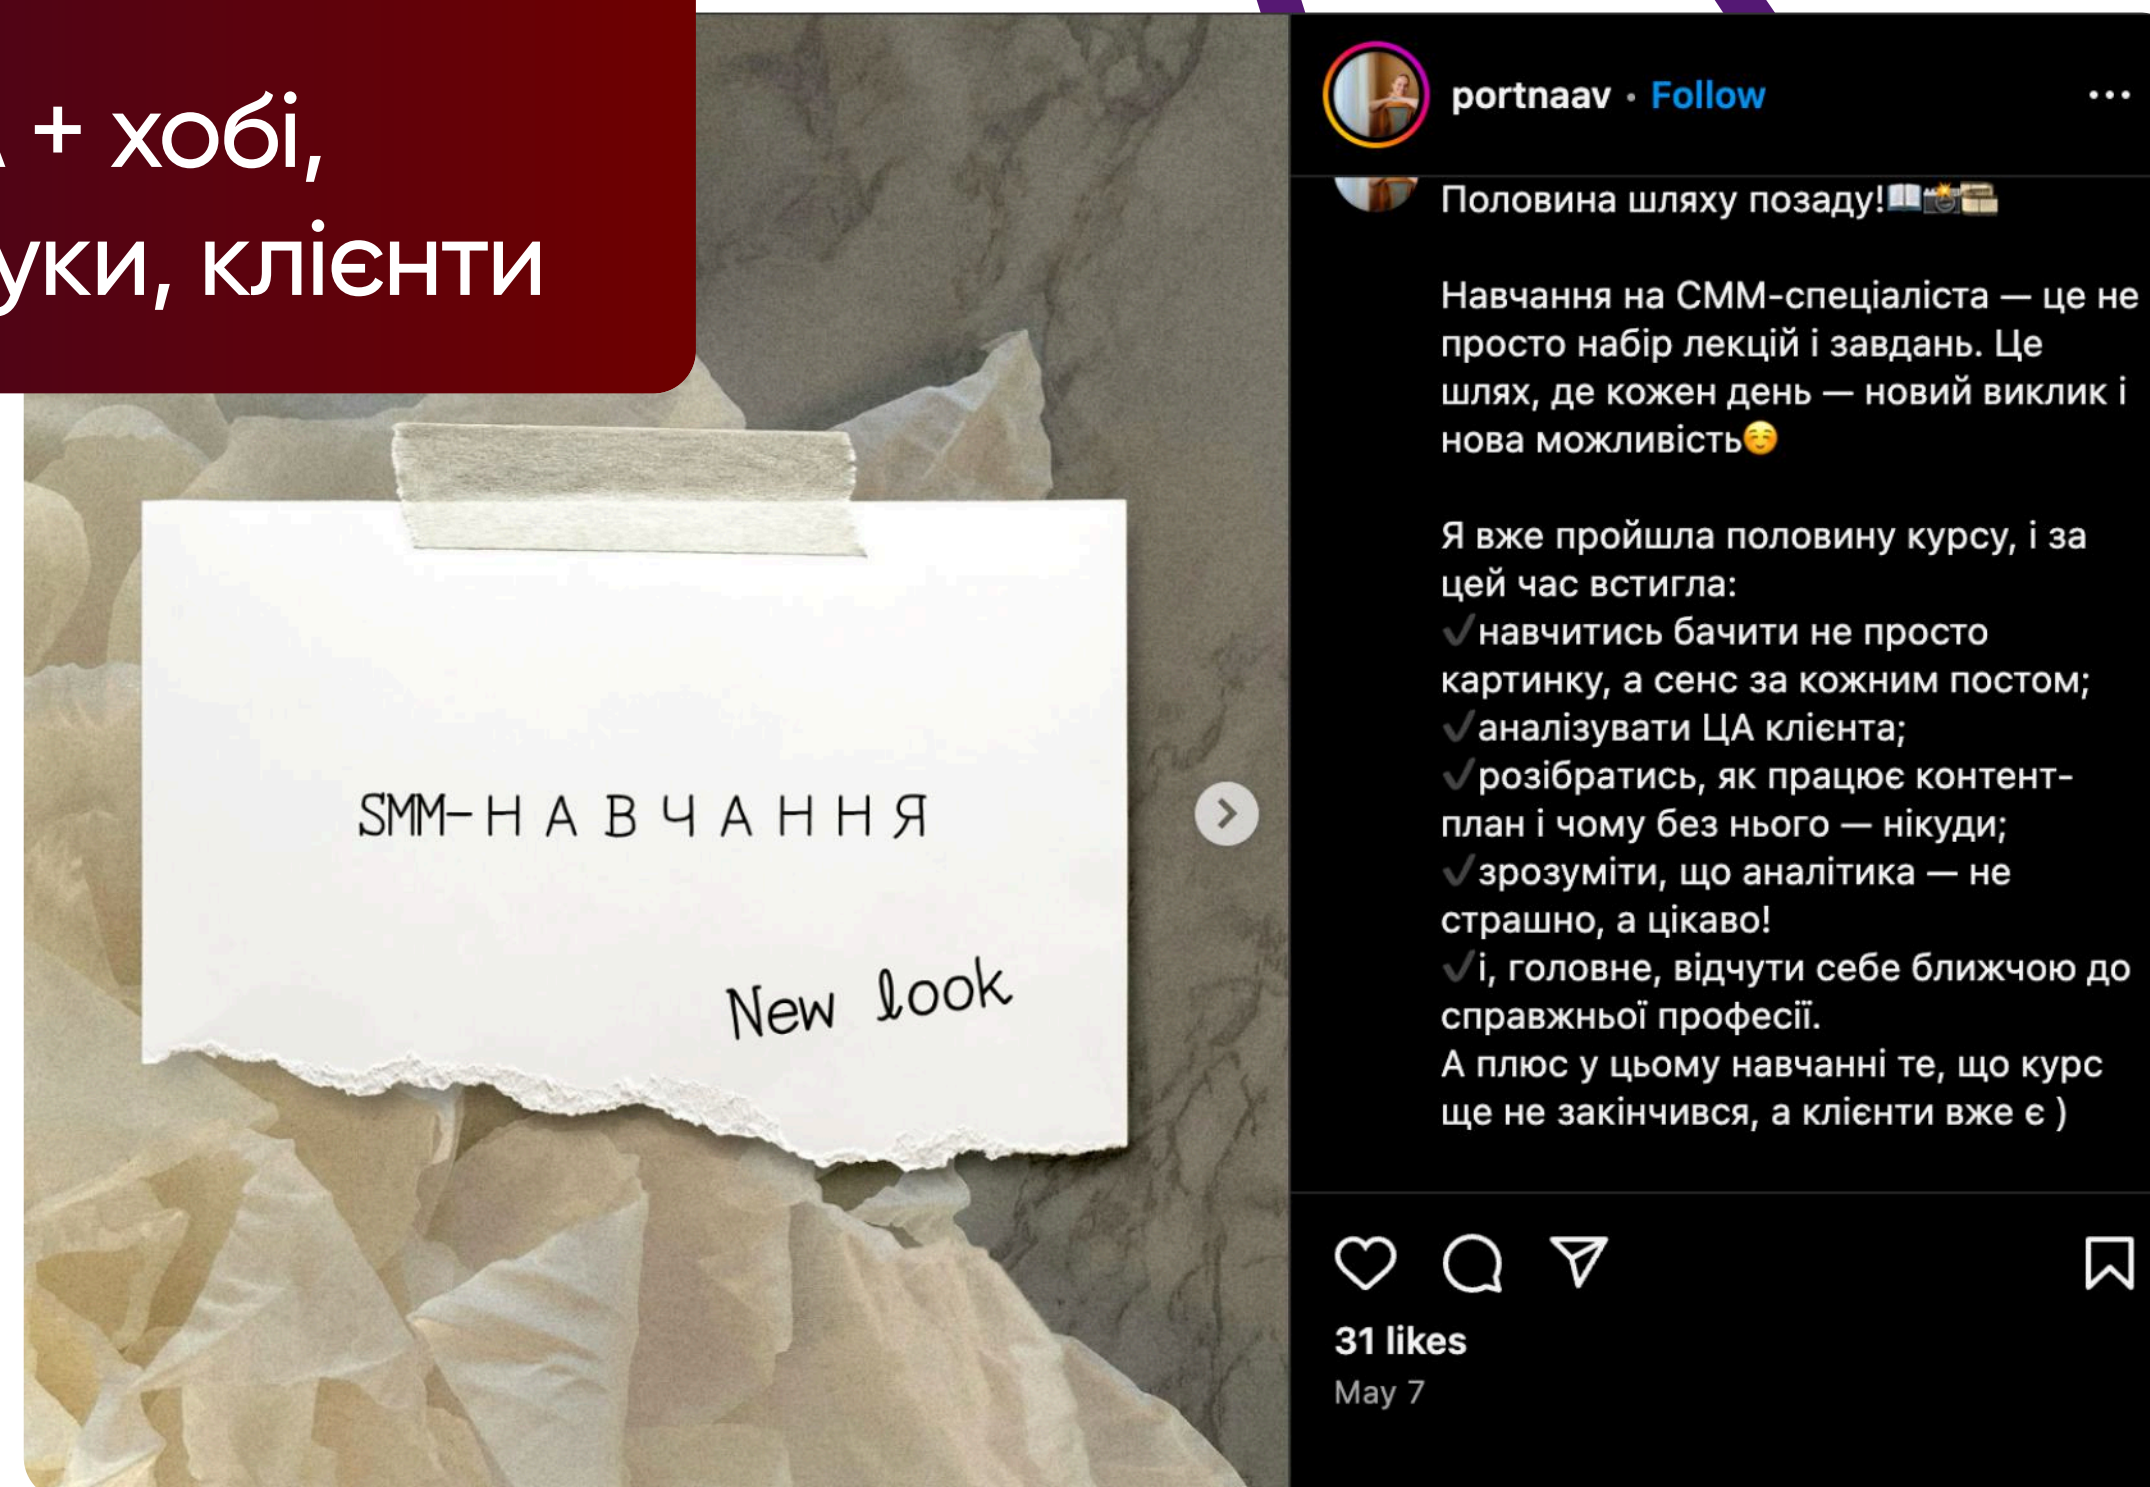 + хобі,
клієнти
SMM-НАВЧАННЯ
New look
portnaav • Follow
Половина шляху позаду!📖📸📰
Навчання на СММ-спеціаліста — це не
просто набір лекцій і завдань. Це
шлях, де кожен день — новий виклик і
нова можливість☺️
Я вже пройшла половину курсу, і за
цей час встигла:
✔️навчитись бачити не просто
картинку, а сенс за кожним постом;
✔️аналізувати ЦА клієнта;
✔️розібратись, як працює контент-
план і чому без нього — нікуди;
✔️зрозуміти, що аналітика — не
страшно, а цікаво!
✔️і, головне, відчути себе ближчою до
справжньої професії.
А плюс у цьому навчанні те, що курс
ще не закінчився, а клієнти вже є )
31 likes
May 7